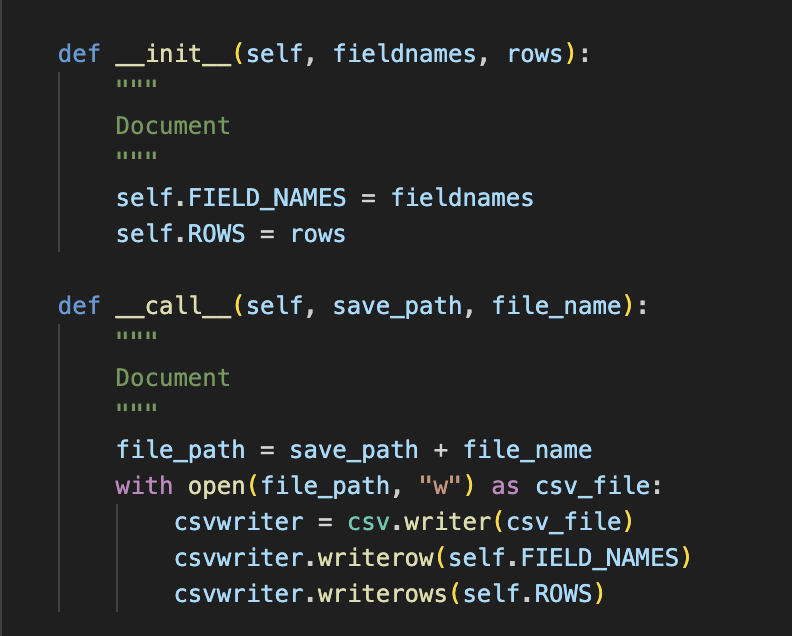 def __init__(self, fieldnames, rows):
"""
Document
"""
self.FIELD_NAMES = fieldnames
self.ROWS = rows
def __call__(self, save_path, file_name):
"""
Document
"""
file_path = save_path + file_name
with open(file_path, "w") as csv_file:
csvwriter = csv.writer(csv_file)
csvwriter.writerow(self.FIELD_NAMES)
csvwriter.writerows(self.ROWS)